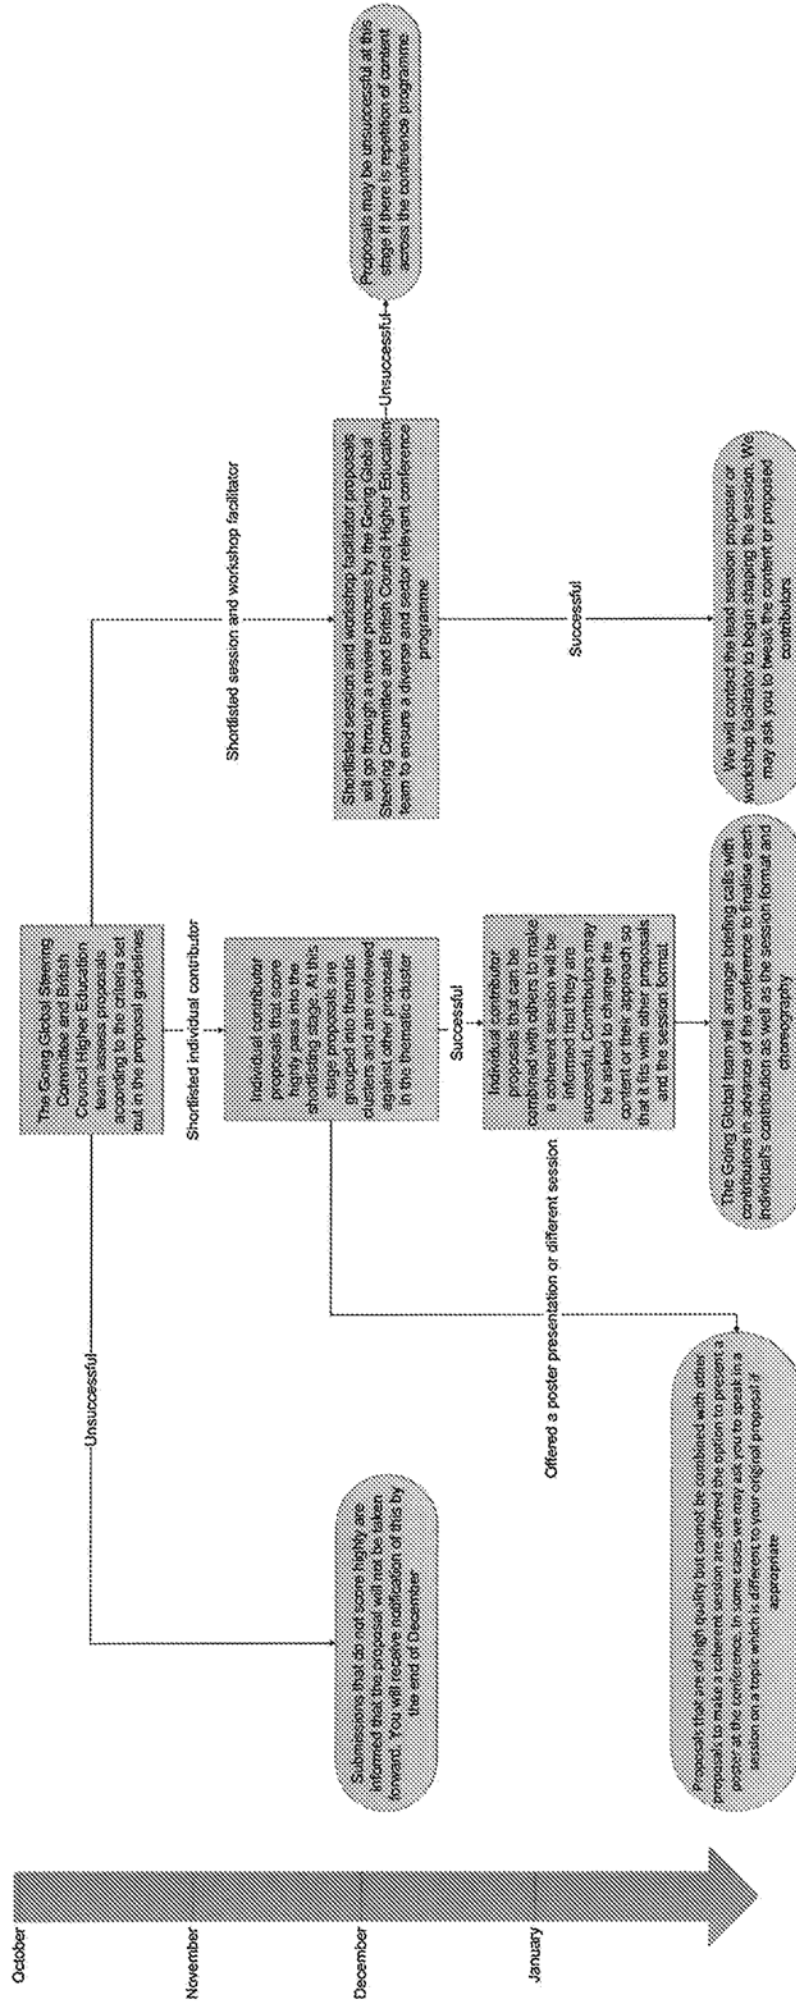 October
November
December
January
The Going Global Steering
Committee and British
Council Higher Education
team assess proposals
according to the criteria set
out in the proposal guidelines
Unsuccessful
Shortlisted individual contributor
Shortlisted session and workshop facilitator
Submissions that do not score highly are
informed that the proposal will not be taken
forward. You will receive notification of this by
the end of December
Individual contributor
proposals that score
highly pass into the
shortlisting stage. At this
stage proposals are
grouped into thematic
clusters and are reviewed
against other proposals
in the thematic cluster
Shortlisted session and workshop facilitator proposals
will go through a review process by the Going Global
Steering Committee and British Council Higher Education
team to ensure a diverse and sector relevant conference
programme
Unsuccessful
Proposals may be unsuccessful at this
stage if there is repetition of content
across the conference programme
Successful
Individual contributor
proposals that can be
combined with others to make
a coherent session will be
informed that they are
successful. Contributors may
be asked to change the
content or their approach so
that it fits with other proposals
and the session format
Offered a poster presentation or different session
Successful
Proposals that are of high quality but cannot be combined with other
proposals to make a coherent session are offered the option to present a
poster at the conference. In some cases we may ask you to speak in a
session on a topic which is different to your original proposal if
appropriate
The Going Global team will arrange briefing calls with
contributors in advance of the conference to finalise each
individual's contribution as well as the session format and
choreography
We will contact the lead session proposer or
workshop facilitator to begin shaping the session. We
may ask you to tweak the content or proposed
contributors